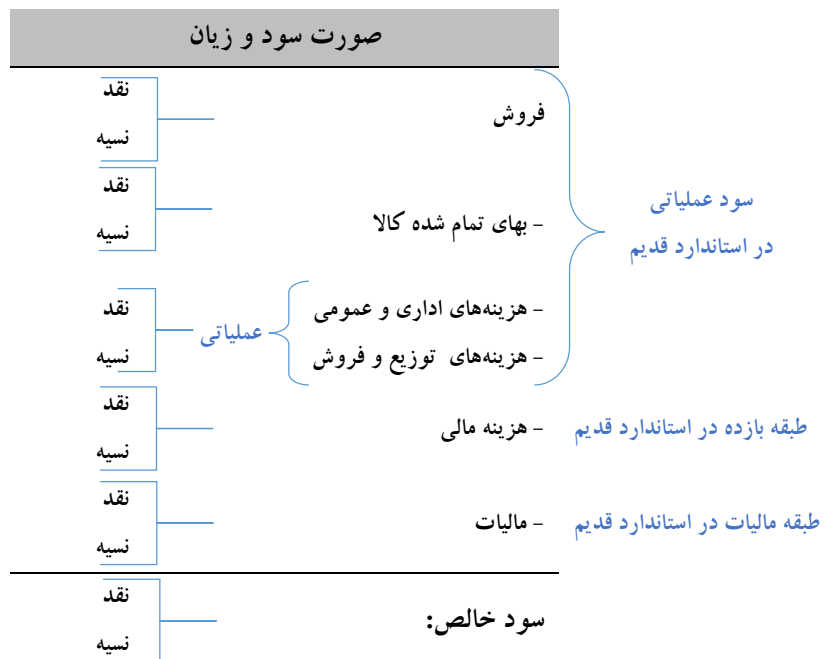 صورت سود و زیان
فروش
نقد
نسیه
- بهای تمام شده کالا
نقد
نسیه
سود عملیاتی
در استاندارد قدیم
- هزینه‌های اداری و عمومی
- هزینه‌های توزیع و فروش
عملیاتی
نقد
نسیه
طبقه بازده در استاندارد قدیم
- هزینه مالی
نقد
نسیه
طبقه مالیات در استاندارد قدیم
- مالیات
نقد
نسیه
سود خالص:
نقد
نسیه